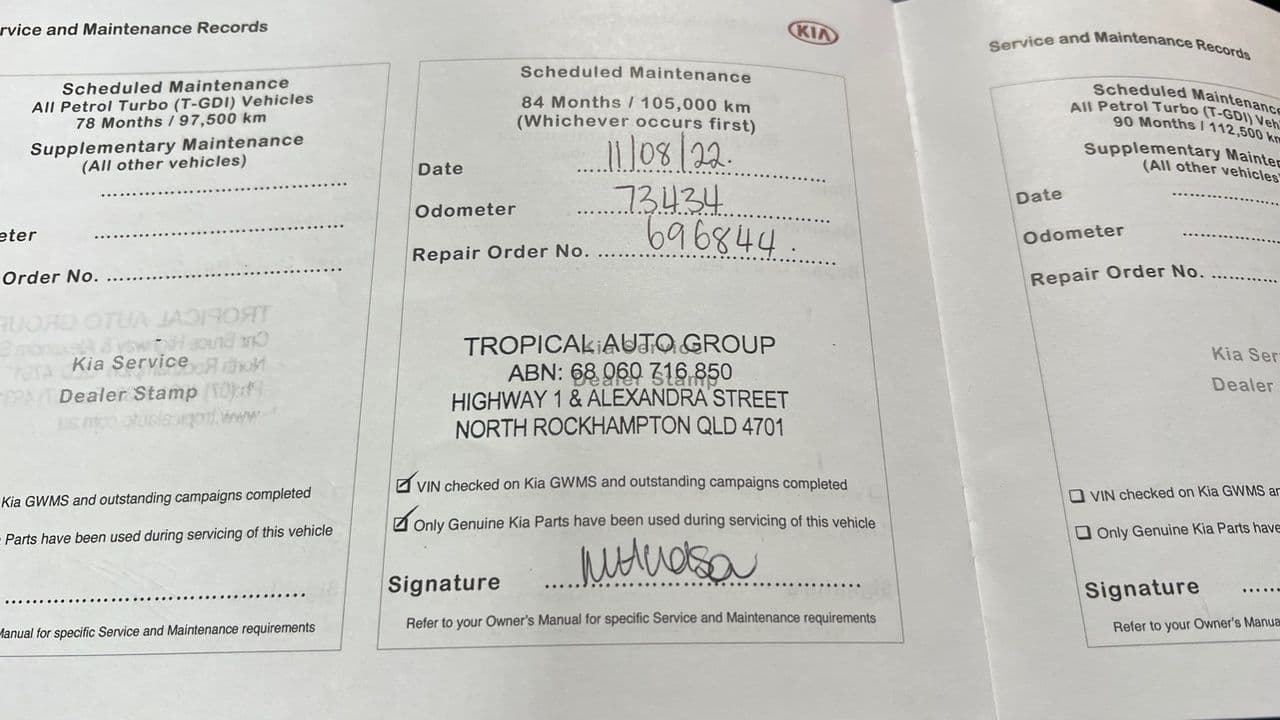 rvice and Maintenance Records
Scheduled Maintenance
All Petrol Turbo (T-GDI) Vehicles
78 Months / 97,500 km
Supplementary Maintenance
(All other vehicles)
eter
Order No.
Kia Service
Dealer Stamp
Kia GWMS and outstanding campaigns completed
Parts have been used during servicing of this vehicle
Manual for specific Service and Maintenance requirements
KIA
Scheduled Maintenance
84 Months / 105,000 km
(Whichever occurs first)
Date 11/08/22.
Odometer 73434
Repair Order No. 696844.
Kia Service
Dealer Stamp
TROPICAL AUTO GROUP
ABN: 68 060 716 850
HIGHWAY 1 & ALEXANDRA STREET
NORTH ROCKHAMPTON QLD 4701
VIN checked on Kia GWMS and outstanding campaigns completed
Only Genuine Kia Parts have been used during servicing of this vehicle
Signature
Refer to your Owner's Manual for specific Service and Maintenance requirements
Service and Maintenance Records
Scheduled Maintenance
All Petrol Turbo (T-GDI) Veh
90 Months / 112,500 km
Supplementary Mainten
(All other vehicles
Date
Odometer
Repair Order No.
Kia Ser
Dealer
VIN checked on Kia GWMS an
Only Genuine Kia Parts have
Signature
Refer to your Owner's Manua